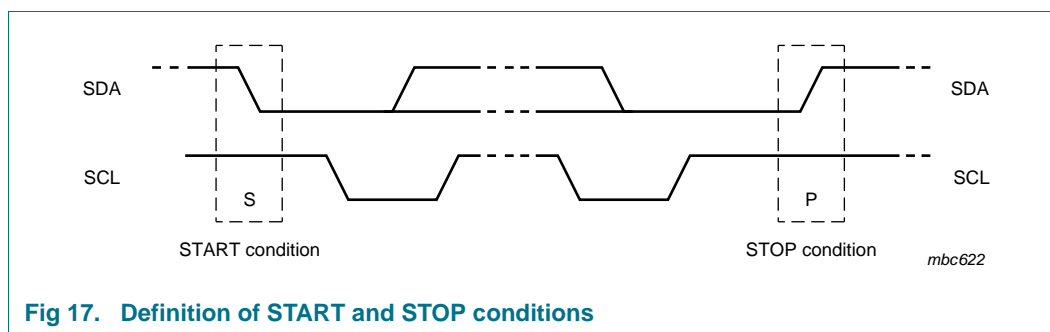 SDA
SDA
SCL
SCL
S
P
START condition
STOP condition
mbc622
Fig 17. Definition of START and STOP conditions